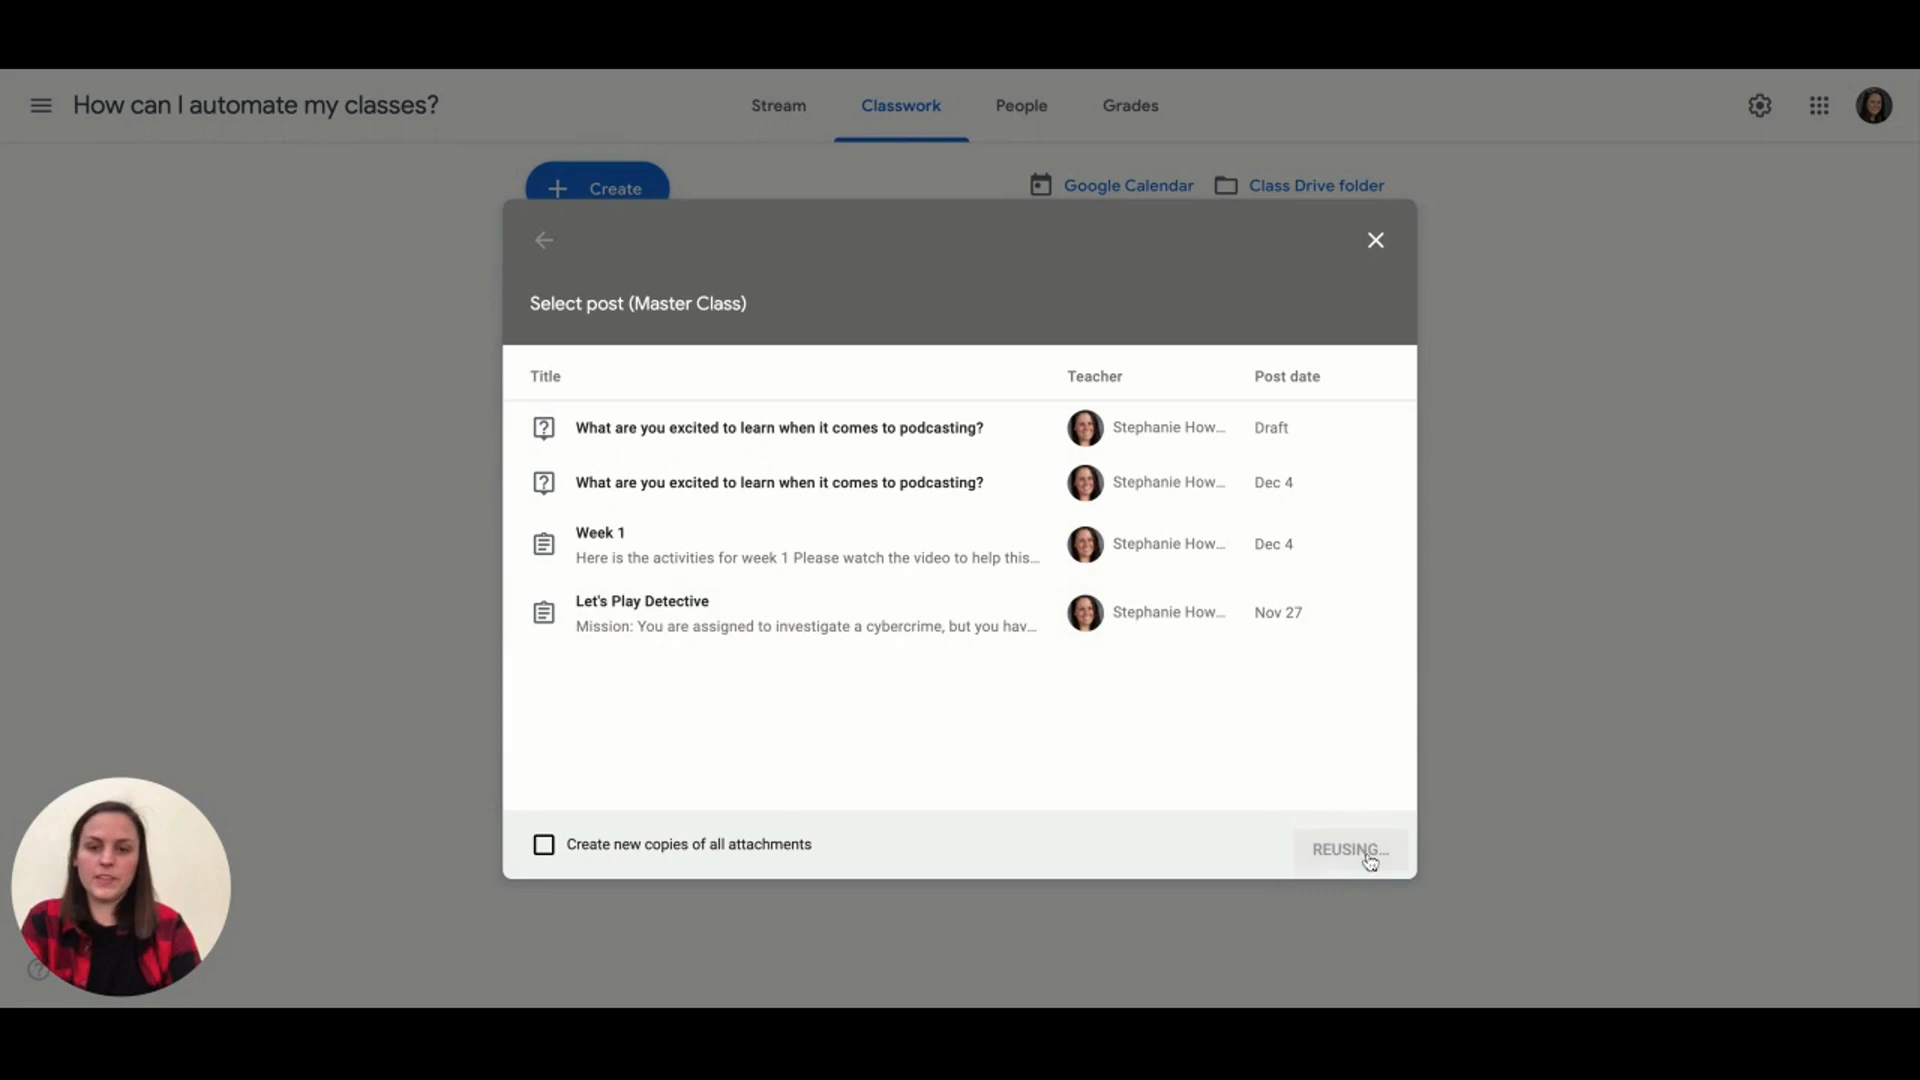 How can I automate my classes?
Stream
Classwork
People
Grades
Create
Google Calendar
Class Drive folder
Select post (Master Class)
Title
Teacher
Post date
What are you excited to learn when it comes to podcasting?
Stephanie How...
Draft
What are you excited to learn when it comes to podcasting?
Stephanie How...
Dec 4
Week 1
Here is the activities for week 1 Please watch the video to help this...
Stephanie How...
Dec 4
Let's Play Detective
Mission: You are assigned to investigate a cybercrime, but you hav...
Stephanie How...
Nov 27
Create new copies of all attachments
REUSING...